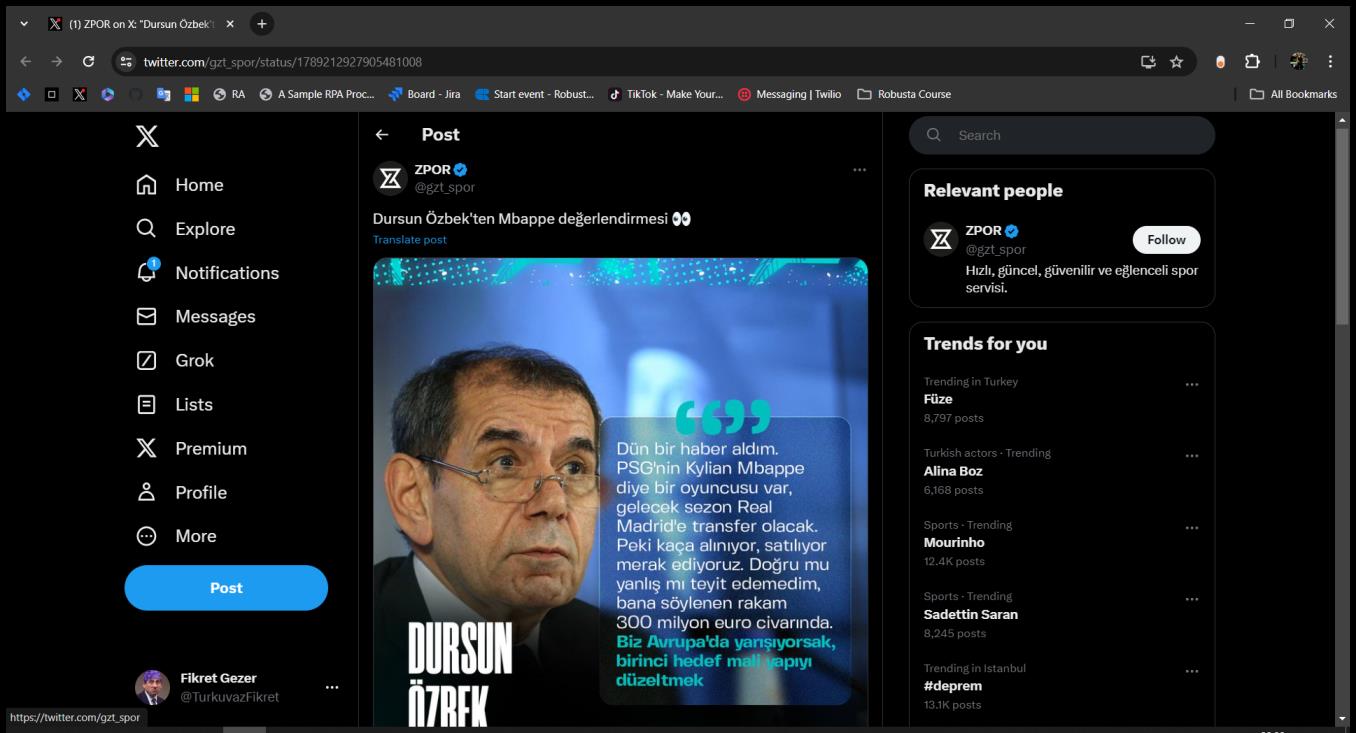 (1) ZPOR on X: "Dursun Özbek't
twitter.com/gzt_spor/status/1789212927905481008
RA
A Sample RPA Proc...
Board - Jira
Start event - Robust...
TikTok - Make Your...
Messaging | Twilio
Robusta Course
All Bookmarks
Home
Explore
1
Notifications
Messages
Grok
Lists
Premium
Profile
More
Post
Fikret Gezer
@TurkuvazFikret
https://twitter.com/gzt_spor
Post
ZPOR
@gzt_spor
Dursun Özbek'ten Mbappe değerlendirmesi 👀
Translate post
Dün bir haber aldım.
PSG'nin Kylian Mbappe
diye bir oyuncusu var,
gelecek sezon Real
Madrid'e transfer olacak.
Peki kaça alınıyor, satılıyor
merak ediyoruz. Doğru mu
yanlış mı teyit edemedim,
bana söylenen rakam
300 milyon euro civarında.
Biz Avrupa'da yarışıyorsak,
birinci hedef mali yapıyı
düzeltmek
DURSUN
ÖZBEK
Search
Relevant people
ZPOR
@gzt_spor
Follow
Hızlı, güncel, güvenilir ve eğlenceli spor
servisi.
Trends for you
Trending in Turkey
Füze
8,797 posts
Turkish actors · Trending
Alina Boz
6,168 posts
Sports · Trending
Mourinho
12.4K posts
Sports · Trending
Sadettin Saran
8,245 posts
Trending in Istanbul
#deprem
13.1K posts